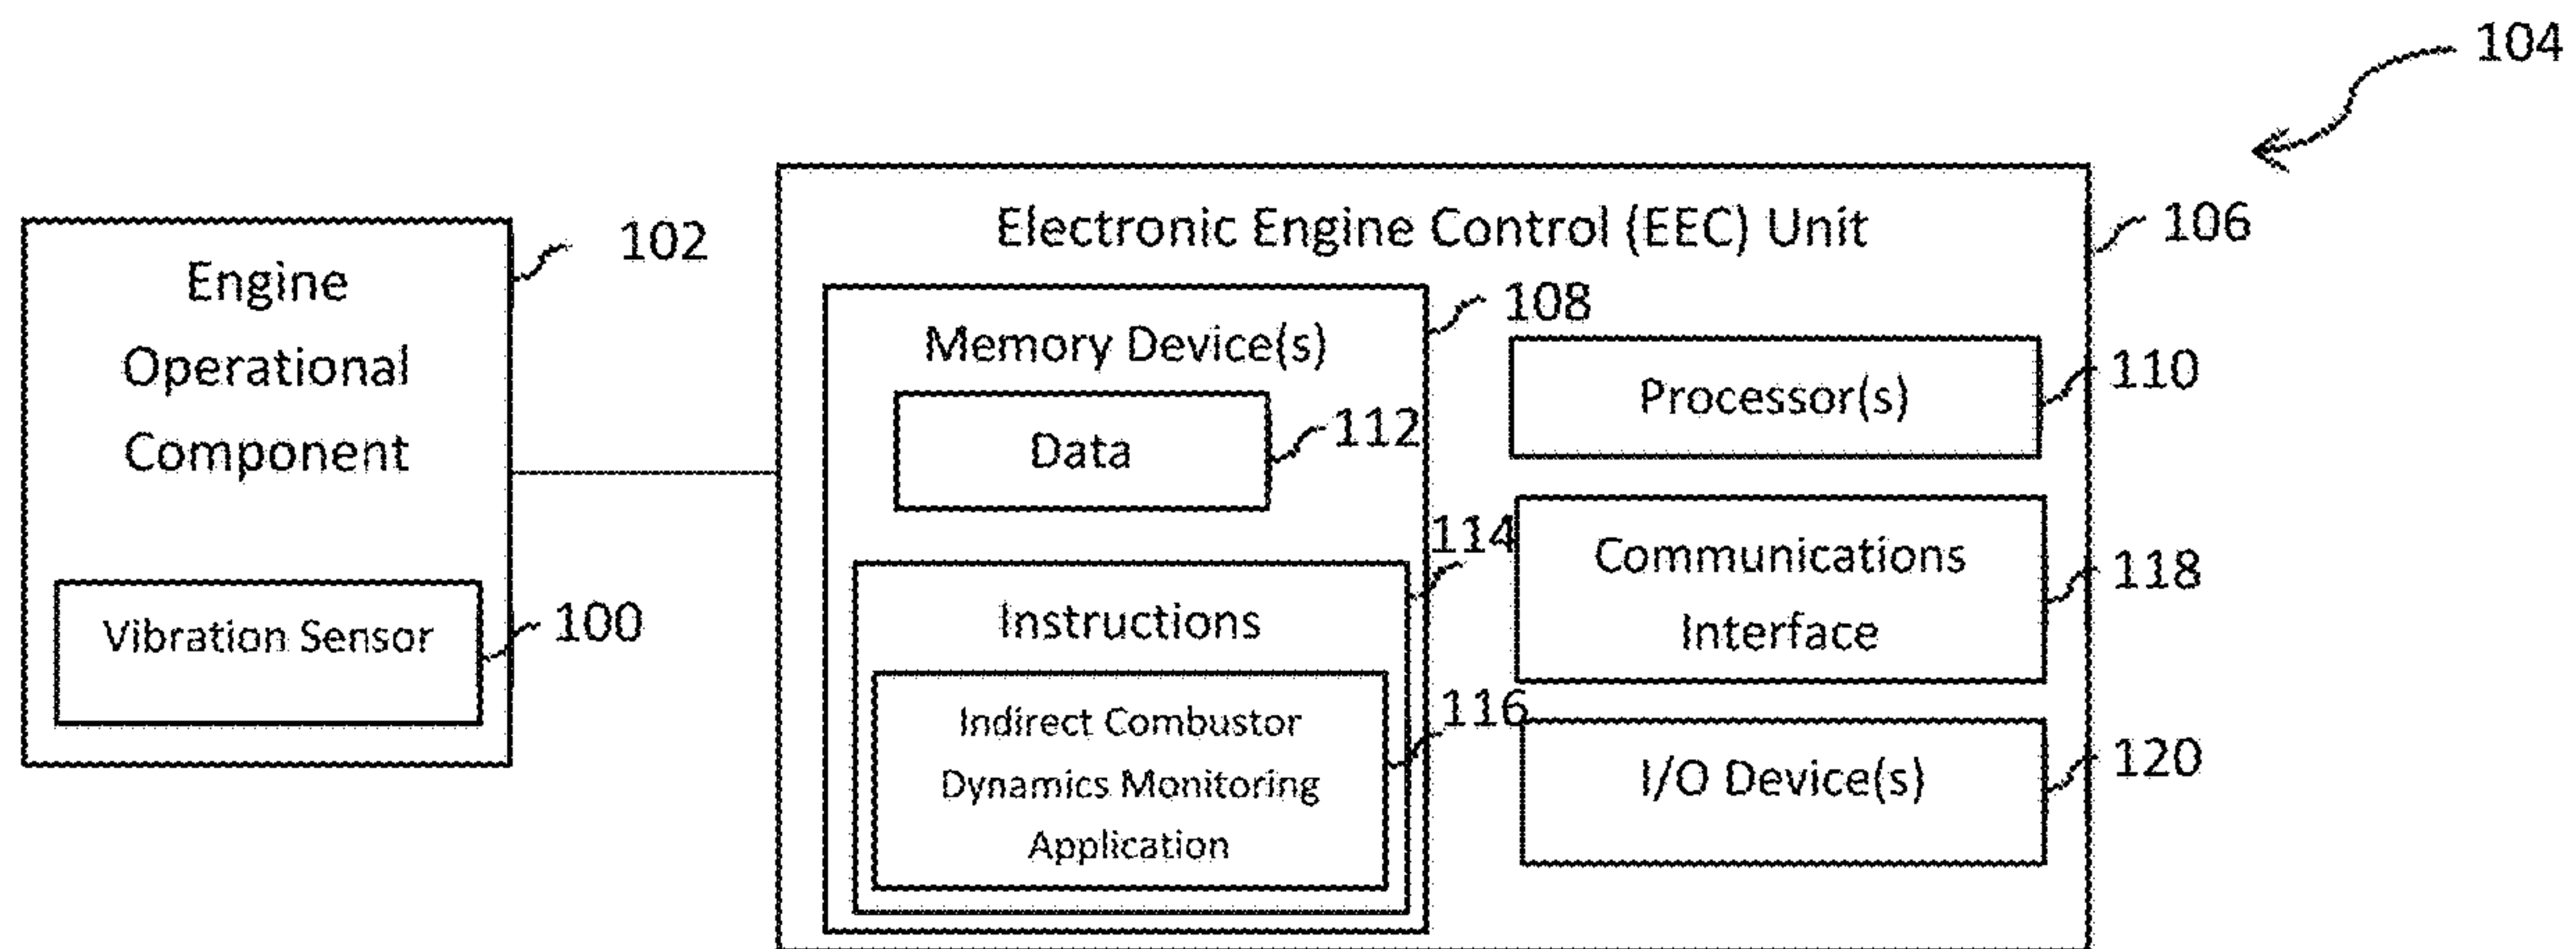 104
Engine
Operational
Component
102
Vibration Sensor
100
Electronic Engine Control (EEC) Unit
106
Memory Device(s)
108
Data
112
Instructions
114
Indirect Combustor
Dynamics Monitoring
Application
116
Processor(s)
110
Communications
Interface
118
I/O Device(s)
120